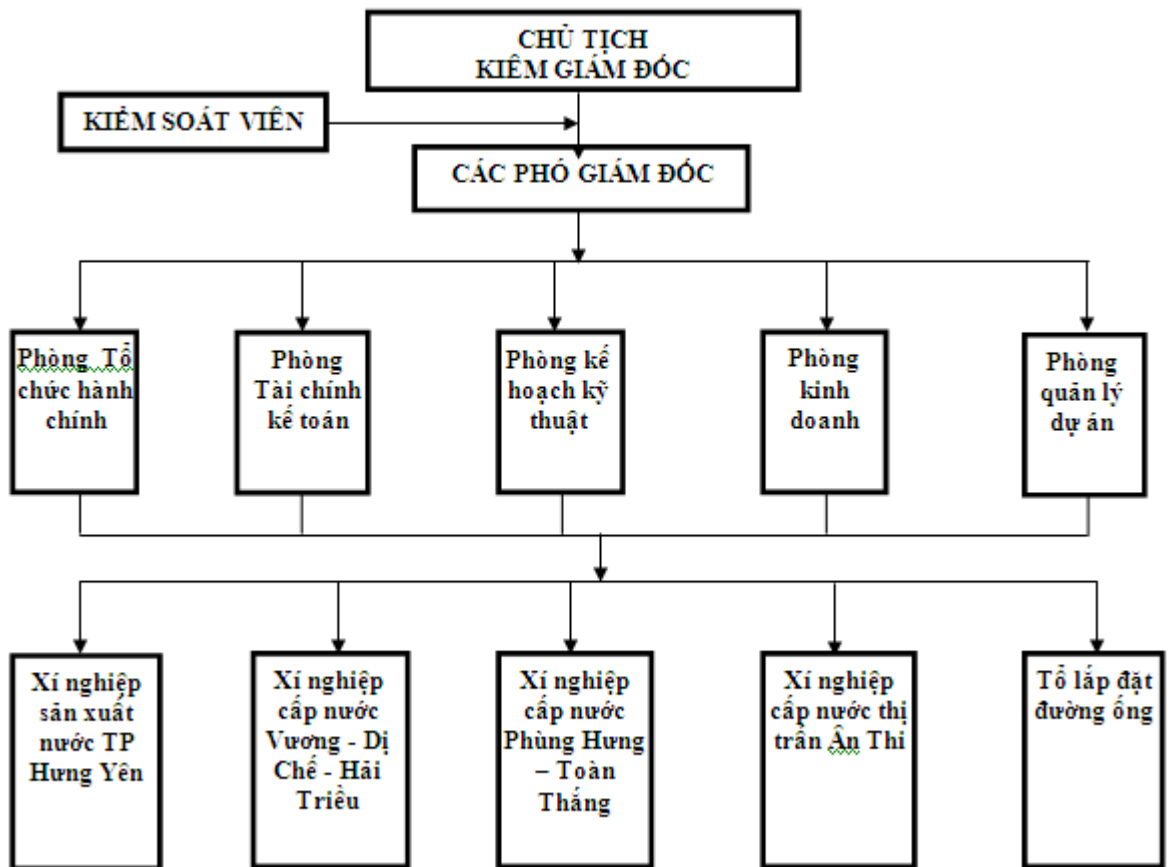 CHỦ TỊCH
KIÊM GIÁM ĐỐC
KIỂM SOÁT VIÊN
CÁC PHÓ GIÁM ĐỐC
Phòng Tổ
chức hành
chính
Phòng
Tài chính
kế toán
Phòng kế
hoạch kỹ
thuật
Phòng
kinh
doanh
Phòng
quản lý
dự án
Xí nghiệp
sản xuất
nước TP
Hưng Yên
Xí nghiệp
cấp nước
Vương - Dị
Chế - Hải
Triều
Xí nghiệp
cấp nước
Phùng Hưng
– Toàn
Thắng
Xí nghiệp
cấp nước thị
trấn Ân Thi
Tổ lắp đặt
đường ống